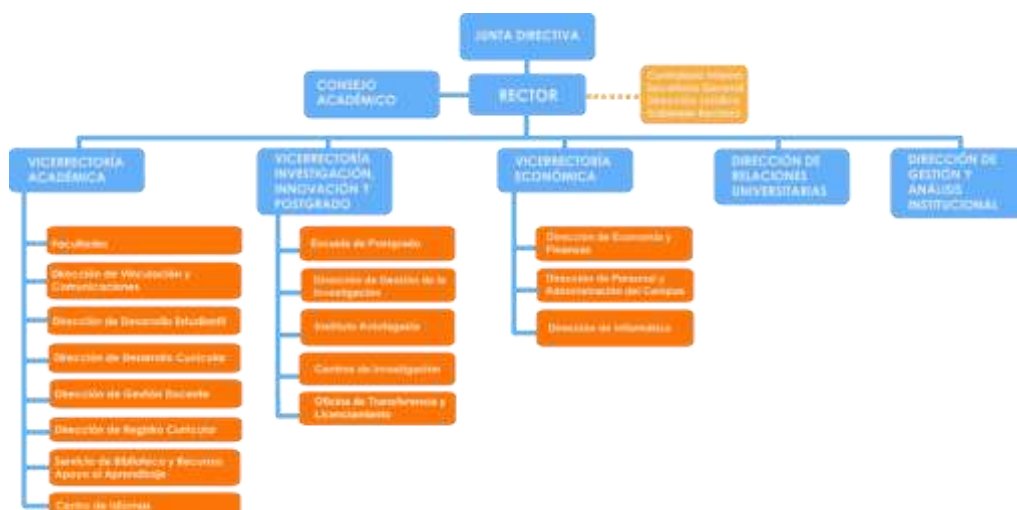 JUNTA DIRECTIVA
CONSEJO
ACADÉMICO
RECTOR
Contraloría Interna
Secretaría General
Dirección Jurídica
VICERRECTORÍA
ACADÉMICA
VICERRECTORÍA
INVESTIGACIÓN,
INNOVACIÓN Y
POSTGRADO
VICERRECTORÍA
ECONÓMICA
DIRECCIÓN DE
RELACIONES
UNIVERSITARIAS
DIRECCIÓN DE
GESTIÓN Y
ANÁLISIS
INSTITUCIONAL
Facultades
Dirección de Vinculación y
Comunicaciones
Dirección de Desarrollo Estudiantil
Dirección de Desarrollo Curricular
Dirección de Gestión Docente
Dirección de Registro Curricular
Servicio de Biblioteca y Recursos
Apoyo al Aprendizaje
Centro de Idiomas
Escuela de Postgrado
Dirección de Gestión de la
Investigación
Instituto Antofagasta
Centros de Investigación
Oficina de Transferencia y
Licenciamiento
Dirección de Economía y
Finanzas
Dirección de Personal y
Administración del Campus
Dirección de Informática